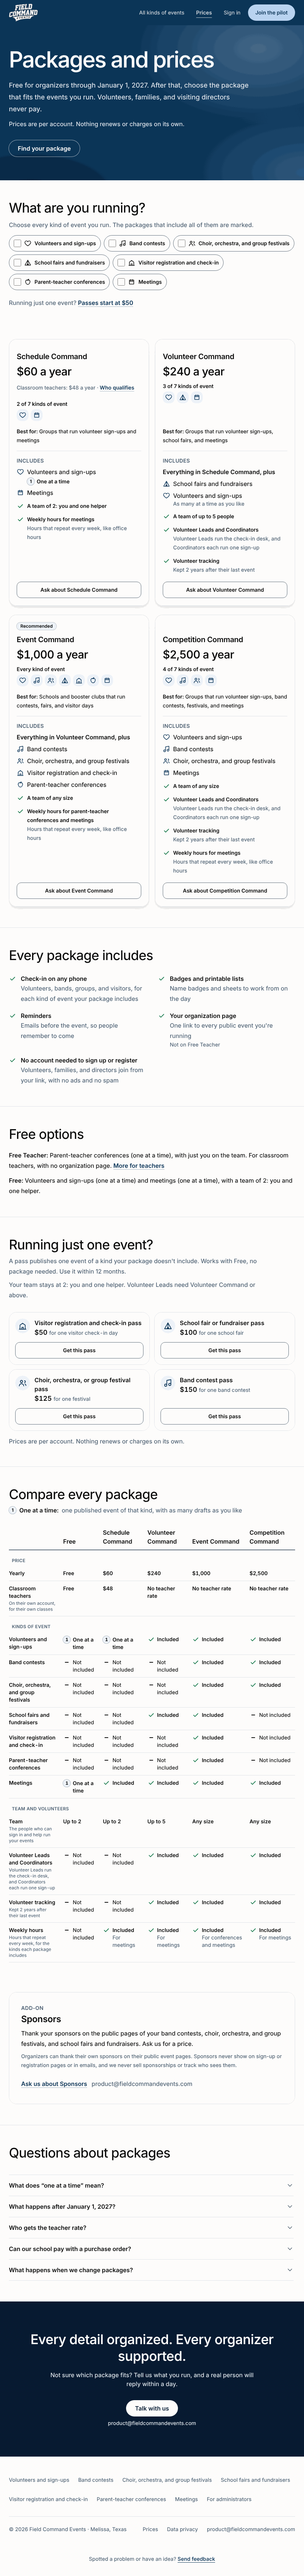 FIELD COMMAND EVENTS
All kinds of events
Prices
Sign in
Join the pilot
Packages and prices
Free for organizers through January 1, 2027. After that, choose the package
that fits the events you run. Volunteers, families, and visiting directors
never pay.
Prices are per account. Nothing renews or charges on its own.
Find your package
What are you running?
Choose every kind of event you run. The packages that include all of them are marked.
Volunteers and sign-ups
Band contests
Choir, orchestra, and group festivals
School fairs and fundraisers
Visitor registration and check-in
Parent-teacher conferences
Meetings
Running just one event? Passes start at $50
Schedule Command
$60 a year
Classroom teachers: $48 a year · Who qualifies
2 of 7 kinds of event
Best for: Groups that run volunteer sign-ups and
meetings
INCLUDES
Volunteers and sign-ups
1 One at a time
Meetings
A team of 2: you and one helper
Weekly hours for meetings
Hours that repeat every week, like office
hours
Ask about Schedule Command
Volunteer Command
$240 a year
3 of 7 kinds of event
Best for: Groups that run volunteer sign-ups,
school fairs, and meetings
INCLUDES
Everything in Schedule Command, plus
School fairs and fundraisers
Volunteers and sign-ups
As many at a time as you like
A team of up to 5 people
Volunteer Leads and Coordinators
Volunteer Leads run the check-in desk, and
Coordinators each run one sign-up
Volunteer tracking
Kept 2 years after their last event
Ask about Volunteer Command
Recommended
Event Command
$1,000 a year
Every kind of event
Best for: Schools and booster clubs that run
contests, fairs, and visitor days
INCLUDES
Everything in Volunteer Command, plus
Band contests
Choir, orchestra, and group festivals
Visitor registration and check-in
Parent-teacher conferences
A team of any size
Weekly hours for parent-teacher
conferences and meetings
Hours that repeat every week, like office
hours
Ask about Event Command
Competition Command
$2,500 a year
4 of 7 kinds of event
Best for: Groups that run volunteer sign-ups, band
contests, festivals, and meetings
INCLUDES
Volunteers and sign-ups
Band contests
Choir, orchestra, and group festivals
Meetings
A team of any size
Volunteer Leads and Coordinators
Volunteer Leads run the check-in desk, and
Coordinators each run one sign-up
Volunteer tracking
Kept 2 years after their last event
Weekly hours for meetings
Hours that repeat every week, like office
hours
Ask about Competition Command
Every package includes
Check-in on any phone
Volunteers, bands, groups, and visitors, for
each kind of event your package includes
Badges and printable lists
Name badges and sheets to work from on
the day
Reminders
Emails before the event, so people
remember to come
Your organization page
One link to every public event you're
running
Not on Free Teacher
No account needed to sign up or register
Volunteers, families, and directors join from
your link, with no ads and no spam
Free options
Free Teacher: Parent-teacher conferences (one at a time), with just you on the team. For classroom
teachers, with no organization page. More for teachers
Free: Volunteers and sign-ups (one at a time) and meetings (one at a time), with a team of 2: you and
one helper.
Running just one event?
A pass publishes one event of a kind your package doesn't include. Works with Free, no
package needed. Use it within 12 months.
Your team stays at 2: you and one helper. Volunteer Leads need Volunteer Command or
above.
Visitor registration and check-in pass
$50 for one visitor check-in day
Get this pass
School fair or fundraiser pass
$100 for one school fair
Get this pass
Choir, orchestra, or group festival
pass
$125 for one festival
Get this pass
Band contest pass
$150 for one band contest
Get this pass
Prices are per account. Nothing renews or charges on its own.
Compare every package
1 One at a time: one published event of that kind, with as many drafts as you like
Free
Schedule Command
Volunteer Command
Event Command
Competition Command
PRICE
Yearly
Free
$60
$240
$1,000
$2,500
Classroom teachers
On their own account, for their own classes
Free
$48
No teacher rate
No teacher rate
No teacher rate
KINDS OF EVENT
Volunteers and sign-ups
1 One at a time
1 One at a time
Included
Included
Included
Band contests
Not included
Not included
Not included
Included
Included
Choir, orchestra, and group festivals
Not included
Not included
Not included
Included
Included
School fairs and fundraisers
Not included
Not included
Included
Included
Not included
Visitor registration and check-in
Not included
Not included
Not included
Included
Not included
Parent-teacher conferences
Not included
Not included
Not included
Included
Not included
Meetings
1 One at a time
Included
Included
Included
Included
TEAM AND VOLUNTEERS
Team
The people who can sign in and help run your events
Up to 2
Up to 2
Up to 5
Any size
Any size
Volunteer Leads and Coordinators
Volunteer Leads run the check-in desk, and Coordinators each run one sign-up
Not included
Not included
Included
Included
Included
Volunteer tracking
Kept 2 years after their last event
Not included
Not included
Included
Included
Included
Weekly hours
Hours that repeat every week, for the kinds each package includes
Not included
Included For meetings
Included For meetings
Included For conferences and meetings
Included For meetings
ADD-ON
Sponsors
Thank your sponsors on the public pages of your band contests, choir, orchestra, and group
festivals, and school fairs and fundraisers. Ask us for a price.
Organizers can thank their own sponsors on their public event pages. Sponsors never show on sign-up or
registration pages or in emails, and we never sell sponsorships or track who sees them.
Ask us about Sponsors product@fieldcommandevents.com
Questions about packages
What does “one at a time” mean?
What happens after January 1, 2027?
Who gets the teacher rate?
Can our school pay with a purchase order?
What happens when we change packages?
Every detail organized. Every organizer
supported.
Not sure which package fits? Tell us what you run, and a real person will
reply within a day.
Talk with us
product@fieldcommandevents.com
Volunteers and sign-ups
Band contests
Choir, orchestra, and group festivals
School fairs and fundraisers
Visitor registration and check-in
Parent-teacher conferences
Meetings
For administrators
© 2026 Field Command Events · Melissa, Texas
Prices
Data privacy
product@fieldcommandevents.com
Spotted a problem or have an idea? Send feedback